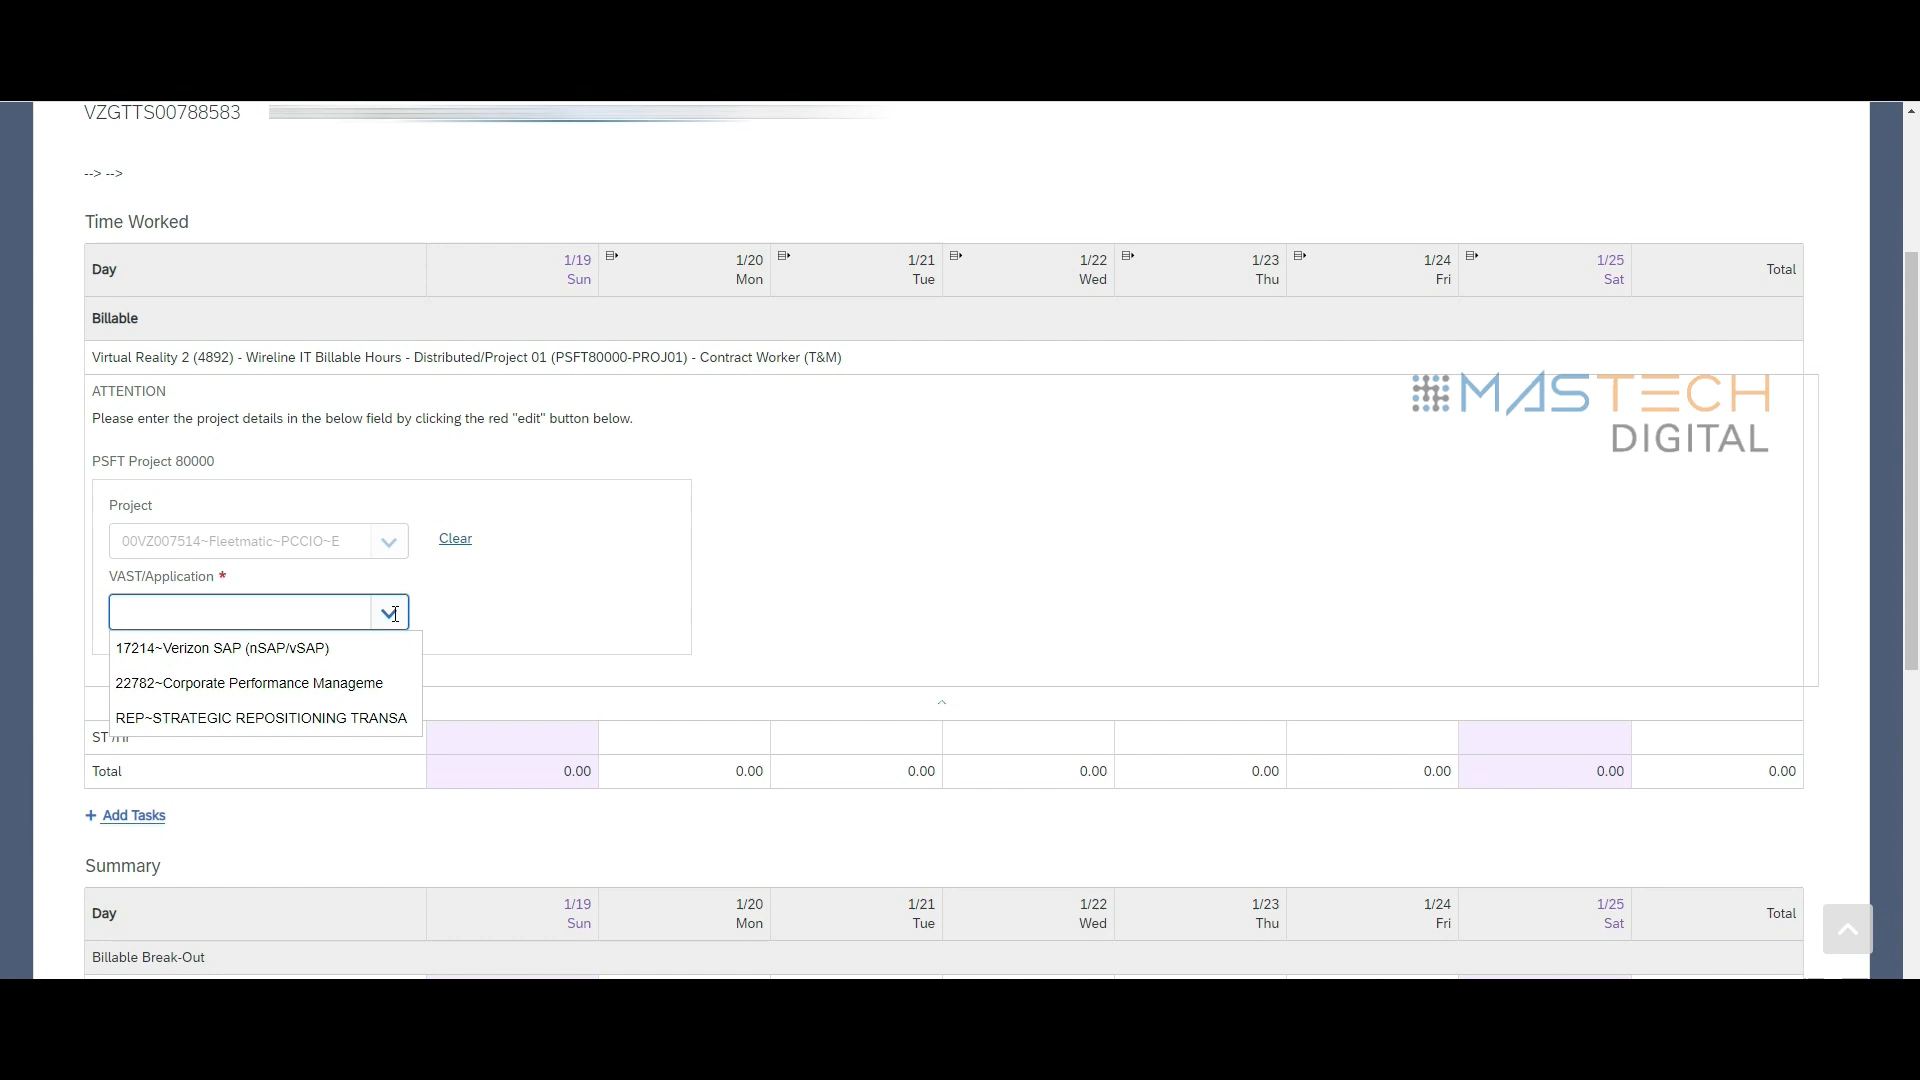 VZGTTS00788583
--> -->
Time Worked
Day 1/19 Sun 1/20 Mon 1/21 Tue 1/22 Wed 1/23 Thu 1/24 Fri 1/25 Sat Total
Billable
Virtual Reality 2 (4892) - Wireline IT Billable Hours - Distributed/Project 01 (PSFT80000-PROJ01) - Contract Worker (T&M)
ATTENTION
MASTECH
DIGITAL
Please enter the project details in the below field by clicking the red "edit" button below.
PSFT Project 80000
Project
00VZ007514~Fleetmatic~PCCIO~E Clear
VAST/Application *
17214~Verizon SAP (nSAP/vSAP)
22782~Corporate Performance Manageme
REP~STRATEGIC REPOSITIONING TRANSA
Total 0.00 0.00 0.00 0.00 0.00 0.00 0.00 0.00
+ Add Tasks
Summary
Day 1/19 Sun 1/20 Mon 1/21 Tue 1/22 Wed 1/23 Thu 1/24 Fri 1/25 Sat Total
Billable Break-Out